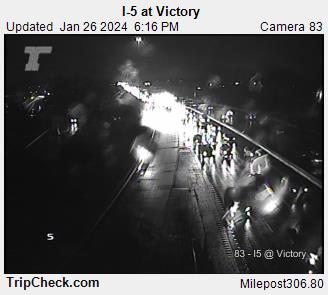 I-5 at Victory
Updated Jan 26 2024 6:16 PM Camera 83
T
S
83 - I5 @ Victory
TripCheck.com Milepost306.80